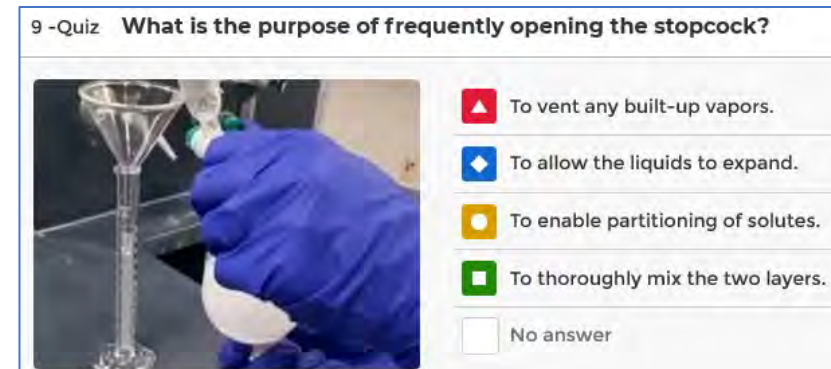 9 -Quiz What is the purpose of frequently opening the stopcock?
To vent any built-up vapors.
To allow the liquids to expand.
To enable partitioning of solutes.
To thoroughly mix the two layers.
No answer